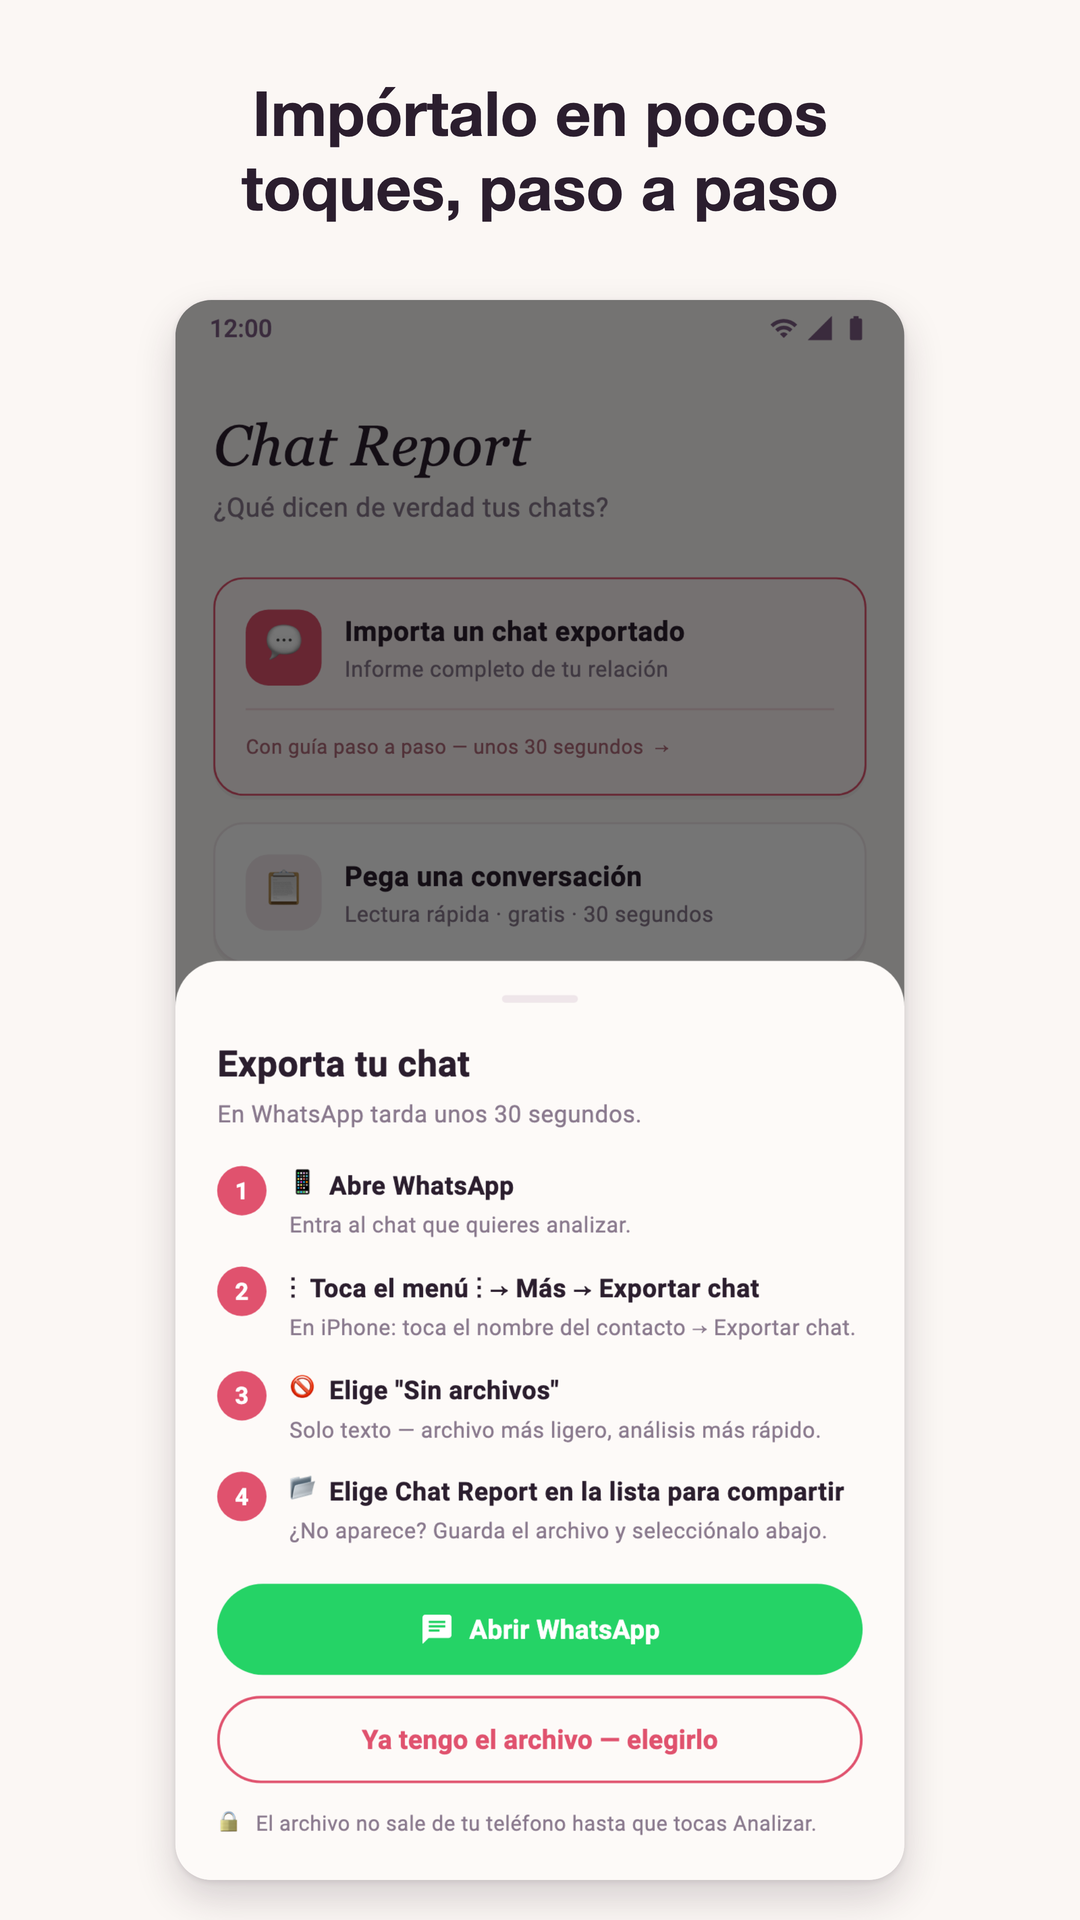 Impórtalo en pocos
toques, paso a paso
12:00
Chat Report
¿Qué dicen de verdad tus chats?
Importa un chat exportado
Informe completo de tu relación
Con guía paso a paso — unos 30 segundos →
Pega una conversación
Lectura rápida · gratis · 30 segundos
Exporta tu chat
En WhatsApp tarda unos 30 segundos.
1 📱 Abre WhatsApp
Entra al chat que quieres analizar.
2 ⋮ Toca el menú ⋮ → Más → Exportar chat
En iPhone: toca el nombre del contacto → Exportar chat.
3 🚫 Elige "Sin archivos"
Solo texto — archivo más ligero, análisis más rápido.
4 📂 Elige Chat Report en la lista para compartir
¿No aparece? Guarda el archivo y selecciónalo abajo.
Abrir WhatsApp
Ya tengo el archivo — elegirlo
🔒 El archivo no sale de tu teléfono hasta que tocas Analizar.